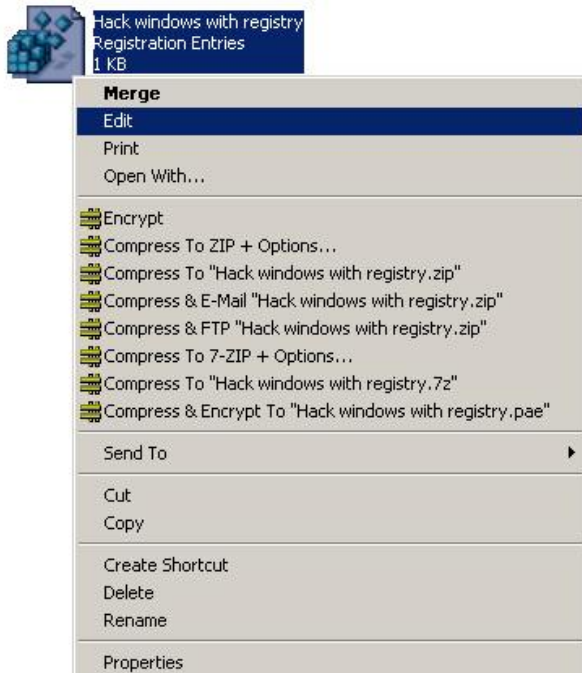 Hack windows with registry
Registration Entries
1 KB
Merge
Edit
Print
Open With...
Encrypt
Compress To ZIP + Options...
Compress To "Hack windows with registry.zip"
Compress & E-Mail "Hack windows with registry.zip"
Compress & FTP "Hack windows with registry.zip"
Compress To 7-ZIP + Options...
Compress To "Hack windows with registry.7z"
Compress & Encrypt To "Hack windows with registry.pae"
Send To
Cut
Copy
Create Shortcut
Delete
Rename
Properties